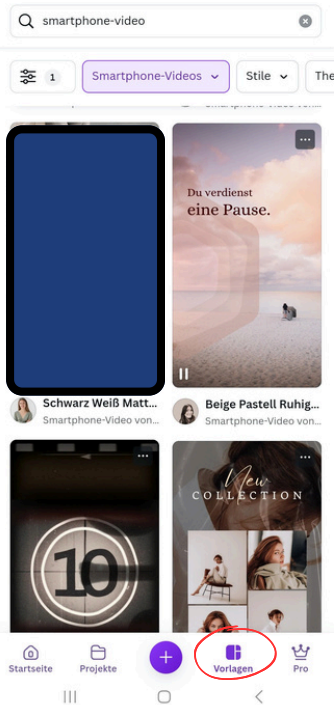 smartphone-video
1
Smartphone-Videos
Stile
The
Du verdienst
eine Pause.
Schwarz Weiß Matt...
Smartphone-Video von...
Beige Pastell Ruhig...
Smartphone-Video von...
10
New
COLLECTION
Startseite
Projekte
Vorlagen
Pro